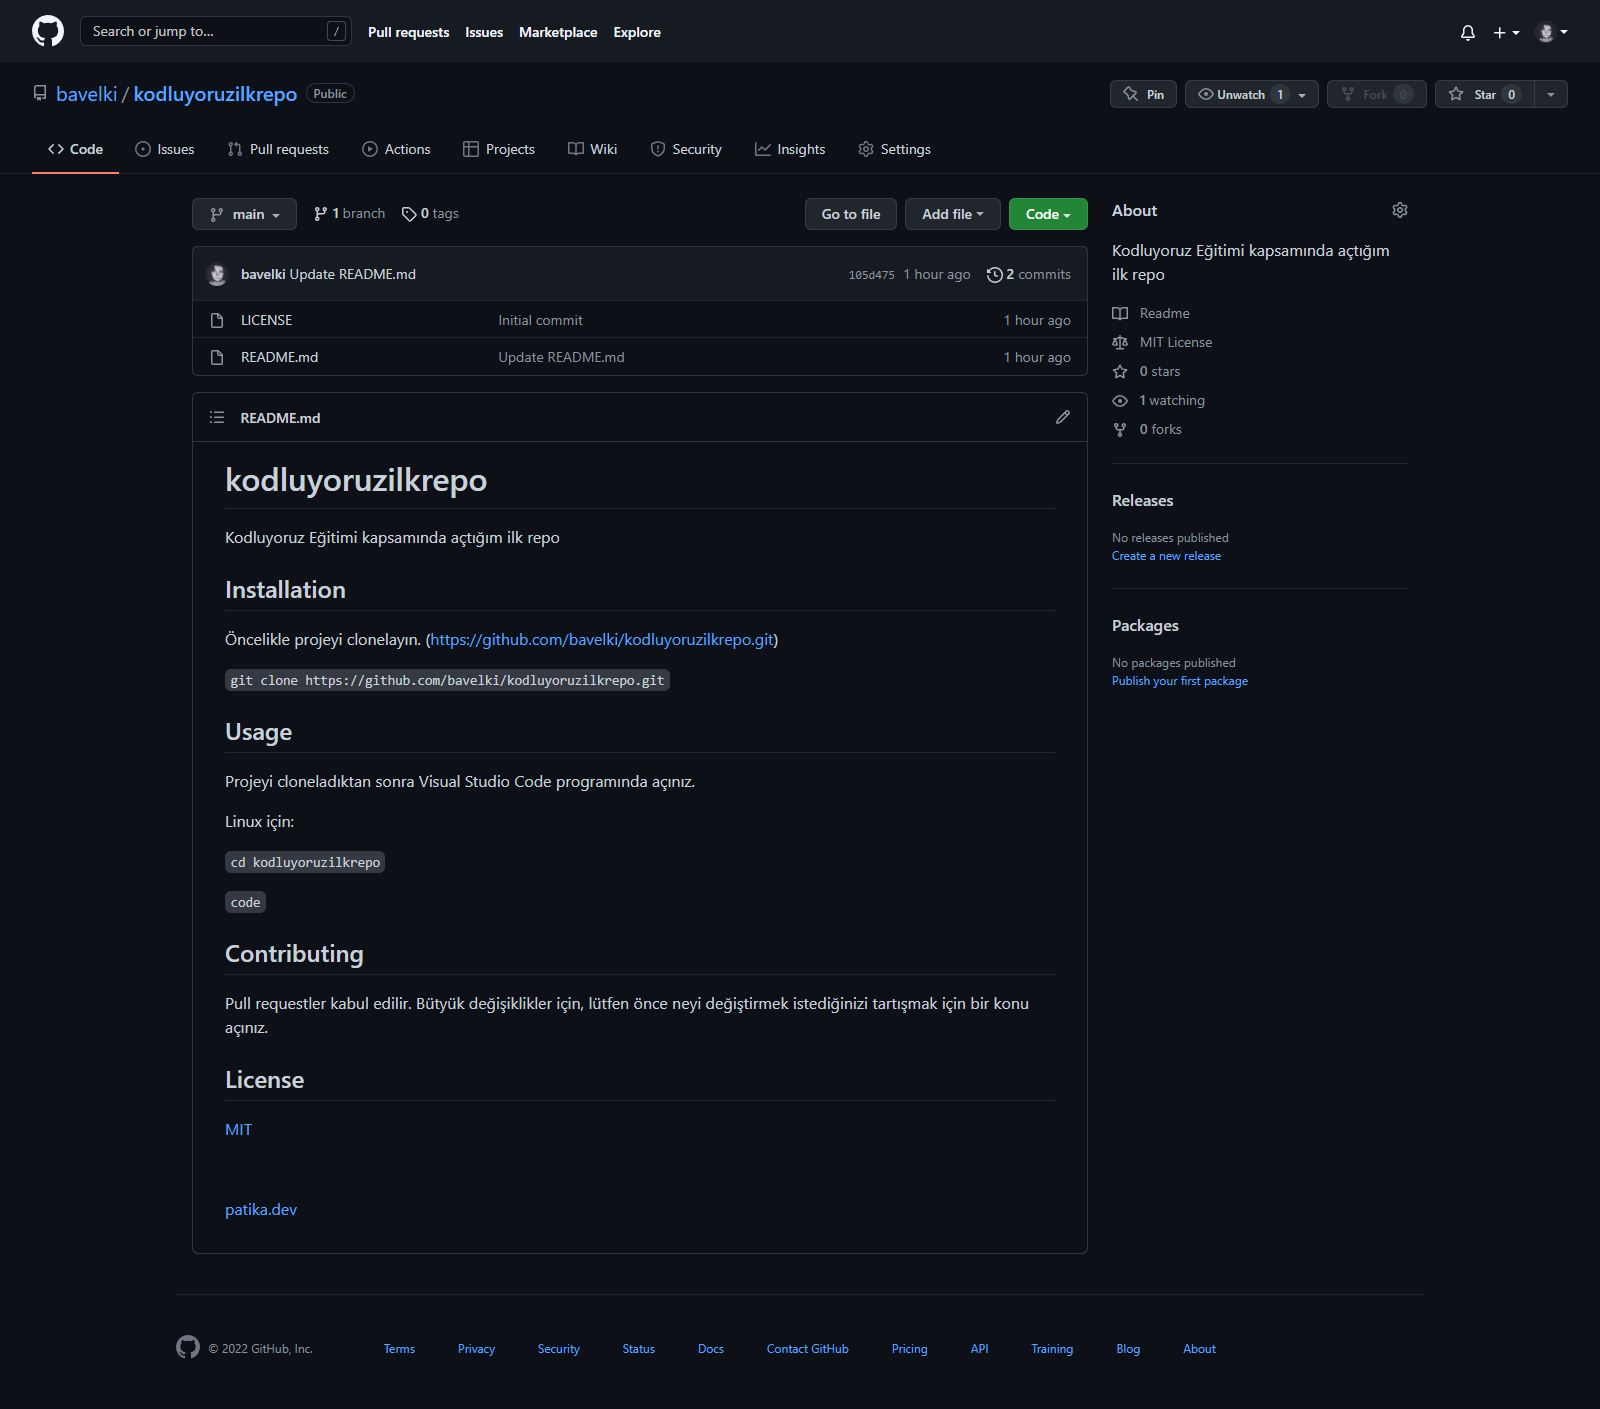 Search or jump to... /
Pull requests Issues Marketplace Explore
bavelki / kodluyoruzilkrepo Public
Pin Unwatch 1 Fork 0 Star 0
Code Issues Pull requests Actions Projects Wiki Security Insights Settings
main 1 branch 0 tags Go to file Add file Code
bavelki Update README.md 105d475 1 hour ago 2 commits
LICENSE Initial commit 1 hour ago
README.md Update README.md 1 hour ago
README.md
kodluyoruzilkrepo
Kodluyoruz Eğitimi kapsamında açtığım ilk repo
Installation
Öncelikle projeyi clonelayın. (https://github.com/bavelki/kodluyoruzilkrepo.git)
git clone https://github.com/bavelki/kodluyoruzilkrepo.git
Usage
Projeyi cloneladıktan sonra Visual Studio Code programında açınız.
Linux için:
cd kodluyoruzilkrepo
code
Contributing
Pull requestler kabul edilir. Bütyük değişiklikler için, lütfen önce neyi değiştirmek istediğinizi tartışmak için bir konu
açınız.
License
MIT
patika.dev
About
Kodluyoruz Eğitimi kapsamında açtığım
ilk repo
Readme
MIT License
0 stars
1 watching
0 forks
Releases
No releases published
Create a new release
Packages
No packages published
Publish your first package
© 2022 GitHub, Inc. Terms Privacy Security Status Docs Contact GitHub Pricing API Training Blog About